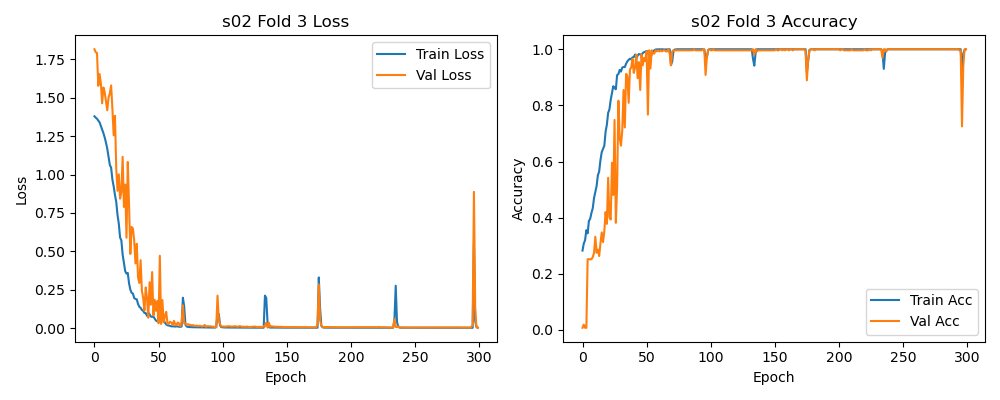 s02 Fold 3 Loss
Train Loss
Val Loss
1.75
1.50
1.25
1.00
0.75
0.50
0.25
0.00
Loss
0 50 100 150 200 250 300
Epoch
s02 Fold 3 Accuracy
1.0
0.8
0.6
0.4
0.2
0.0
Accuracy
Train Acc
Val Acc
0 50 100 150 200 250 300
Epoch